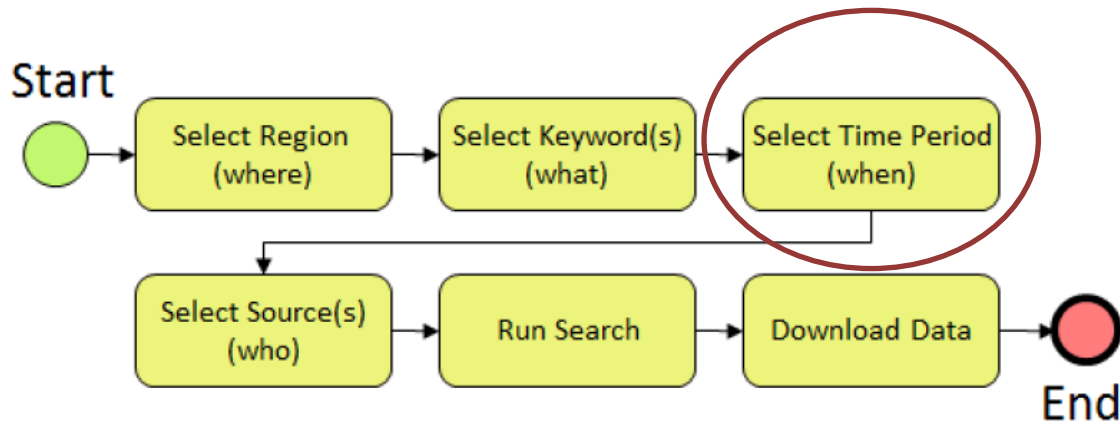 Start
Select Region
(where)
Select Keyword(s)
(what)
Select Time Period
(when)
Select Source(s)
(who)
Run Search
Download Data
End